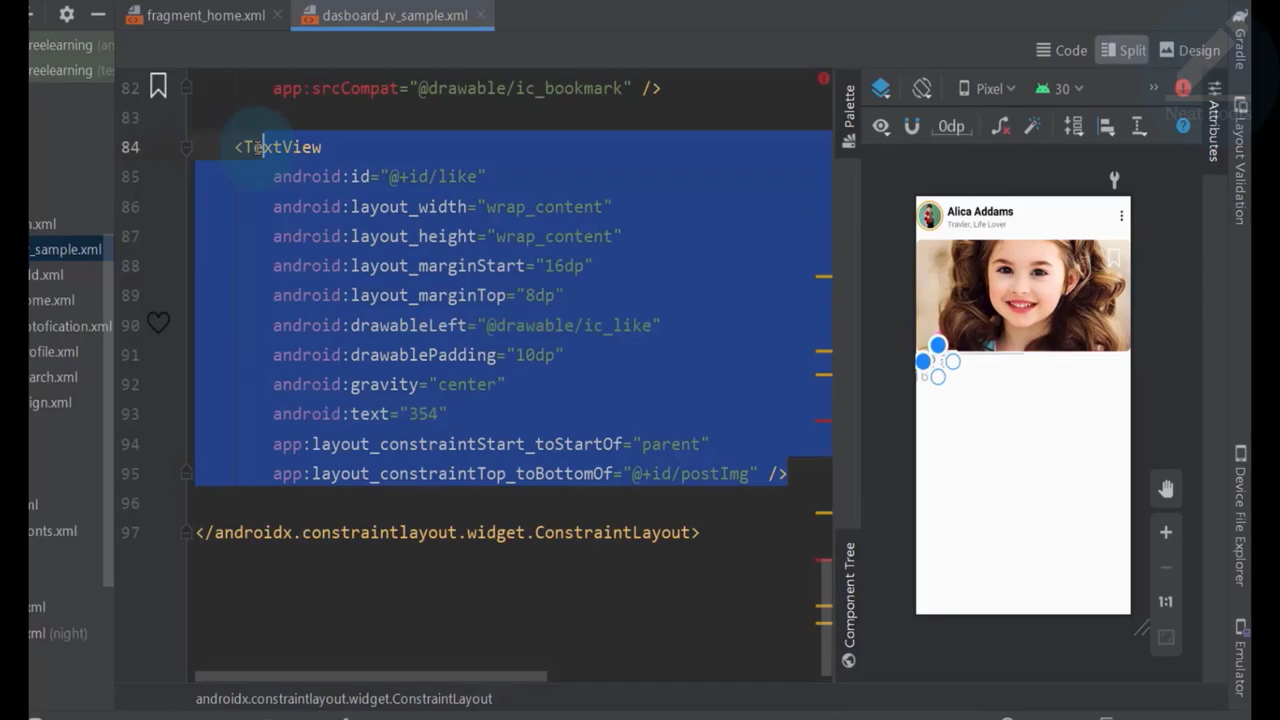 fragment_home.xml
dasboard_rv_sample.xml
Code
Split
Design
reelearning (an
reelearning (tes
n.xml
_sample.xml
ld.xml
ome.xml
otofication.xml
rofile.xml
earch.xml
ign.xml
ml
onts.xml
xml
xml (night)
82 app:srcCompat="@drawable/ic_bookmark" />
83
84 <TextView
85 android:id="@+id/like"
86 android:layout_width="wrap_content"
87 android:layout_height="wrap_content"
88 android:layout_marginStart="16dp"
89 android:layout_marginTop="8dp"
90 android:drawableLeft="@drawable/ic_like"
91 android:drawablePadding="10dp"
92 android:gravity="center"
93 android:text="354"
94 app:layout_constraintStart_toStartOf="parent"
95 app:layout_constraintTop_toBottomOf="@+id/postImg" />
96
97 </androidx.constraintlayout.widget.ConstraintLayout>
androidx.constraintlayout.widget.ConstraintLayout
Palette
Component Tree
Pixel
30
0dp
Alica Addams
Travler, Life Lover
1:1
Attributes
Gradle
Layout Validation
Device File Explorer
Emulator